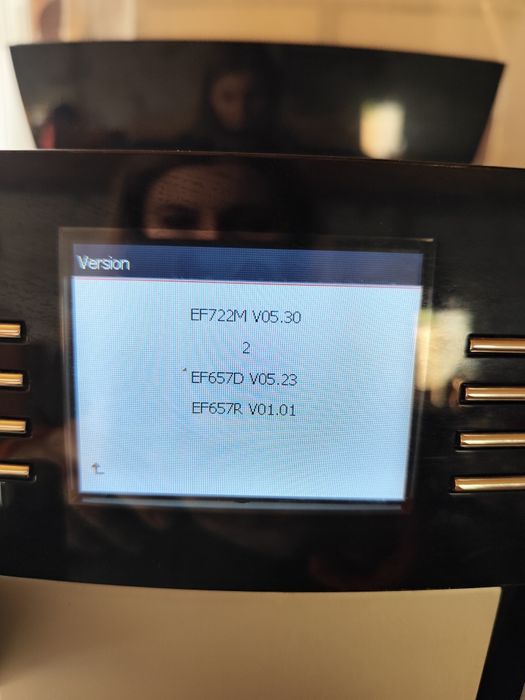 Version
EF722M V05.30
2
EF657D V05.23
EF657R V01.01